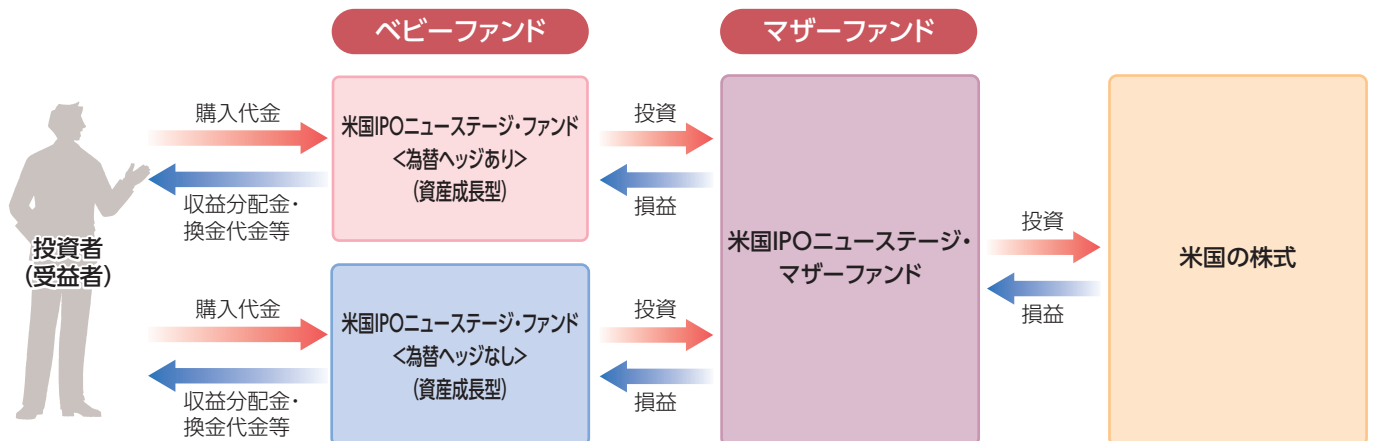 ベビーファンド
マザーファンド
投資者
（受益者）
購入代金
収益分配金・
換金代金等
米国IPOニューステージ・ファンド
<為替ヘッジあり>
(資産成長型)
投資
損益
購入代金
収益分配金・
換金代金等
米国IPOニューステージ・ファンド
<為替ヘッジなし>
(資産成長型)
投資
損益
米国IPOニューステージ・
マザーファンド
投資
損益
米国の株式